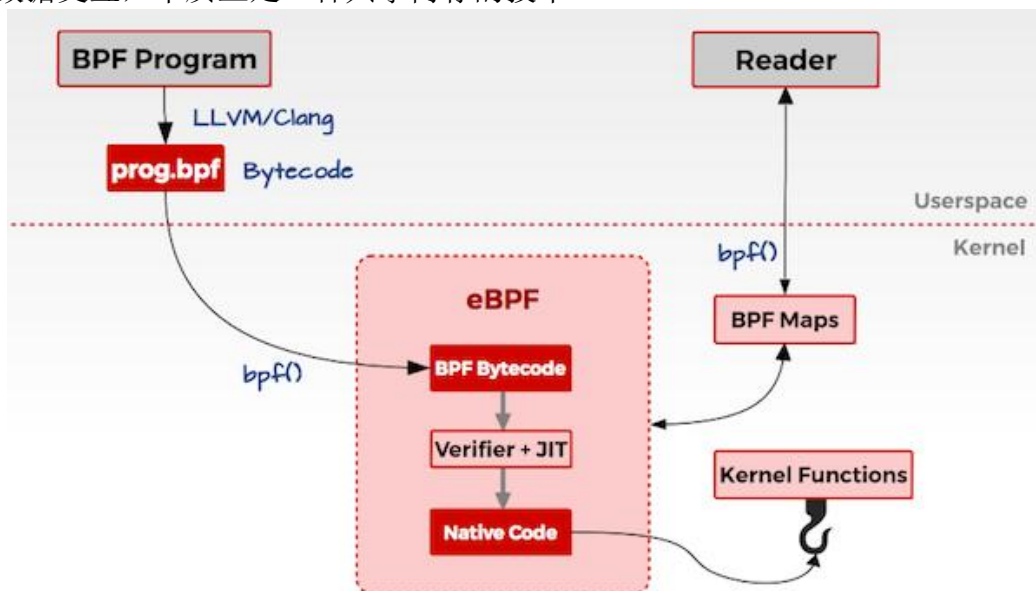 BPF Program
Reader
LLVM/Clang
prog.bpf
Bytecode
Userspace
Kernel
bpf()
eBPF
BPF Maps
bpf()
BPF Bytecode
Verifier + JIT
Kernel Functions
Native Code